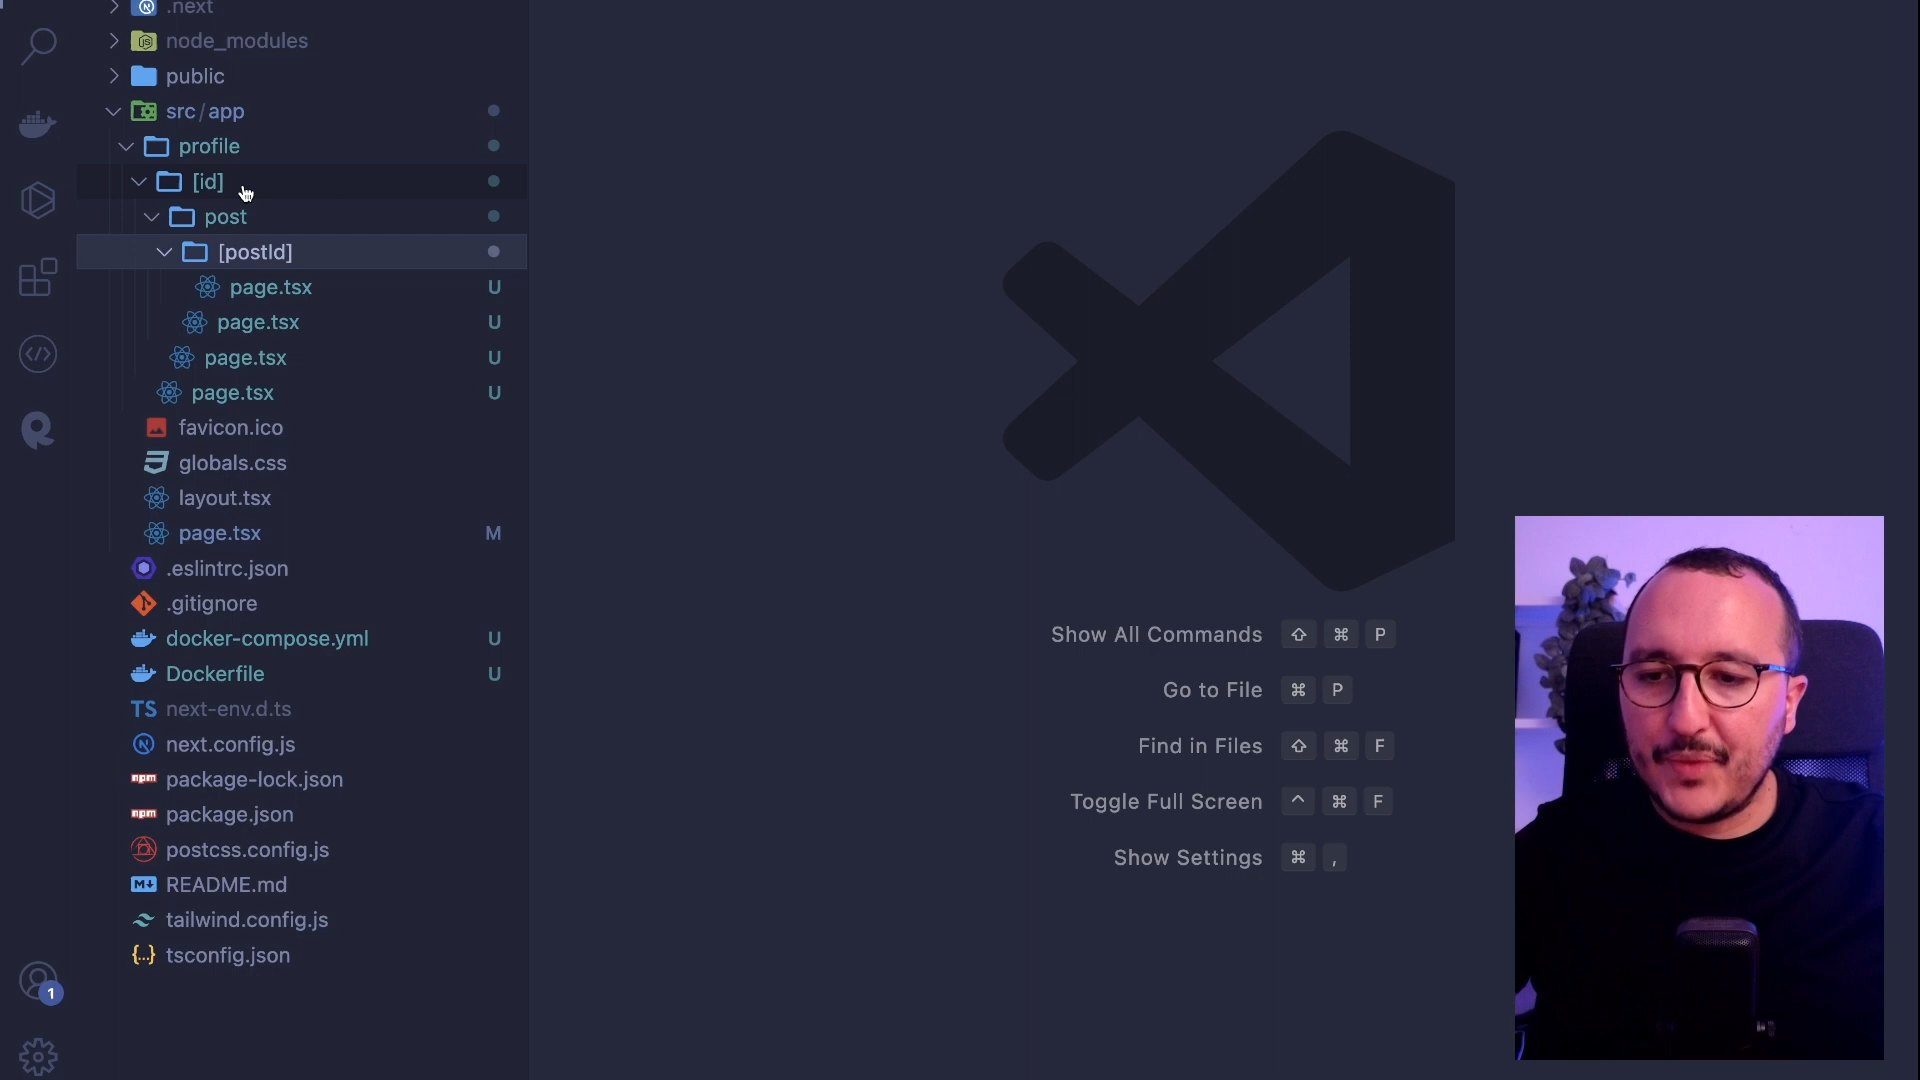 .next
node_modules
public
src/app
profile
[id]
post
[postId]
page.tsx U
page.tsx U
page.tsx U
page.tsx U
favicon.ico
globals.css
layout.tsx
page.tsx M
.eslintrc.json
.gitignore
docker-compose.yml U
Dockerfile U
TS next-env.d.ts
next.config.js
npm package-lock.json
npm package.json
postcss.config.js
README.md
tailwind.config.js
{..} tsconfig.json
1
Show All Commands ⇧ ⌘ P
Go to File ⌘ P
Find in Files ⇧ ⌘ F
Toggle Full Screen ^ ⌘ F
Show Settings ⌘ ,